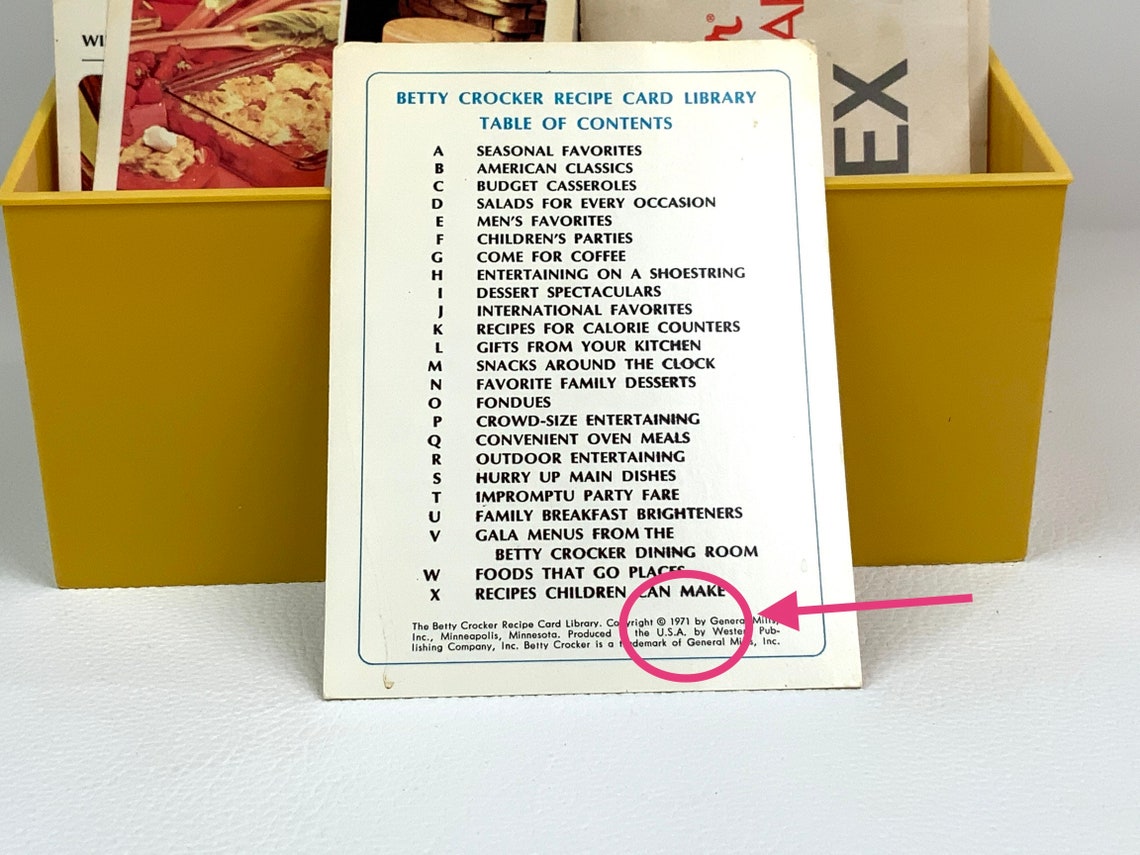 WI
EX
BETTY CROCKER RECIPE CARD LIBRARY
TABLE OF CONTENTS
A SEASONAL FAVORITES
B AMERICAN CLASSICS
C BUDGET CASSEROLES
D SALADS FOR EVERY OCCASION
E MEN'S FAVORITES
F CHILDREN'S PARTIES
G COME FOR COFFEE
H ENTERTAINING ON A SHOESTRING
I DESSERT SPECTACULARS
J INTERNATIONAL FAVORITES
K RECIPES FOR CALORIE COUNTERS
L GIFTS FROM YOUR KITCHEN
M SNACKS AROUND THE CLOCK
N FAVORITE FAMILY DESSERTS
O FONDUES
P CROWD-SIZE ENTERTAINING
Q CONVENIENT OVEN MEALS
R OUTDOOR ENTERTAINING
S HURRY UP MAIN DISHES
T IMPROMPTU PARTY FARE
U FAMILY BREAKFAST BRIGHTENERS
V GALA MENUS FROM THE
BETTY CROCKER DINING ROOM
W FOODS THAT GO PLACES
X RECIPES CHILDREN CAN MAKE
The Betty Crocker Recipe Card Library. Copyright © 1971 by General Mills,
Inc., Minneapolis, Minnesota. Produced in the U.S.A. by Western Pub-
lishing Company, Inc. Betty Crocker is a trademark of General Mills, Inc.